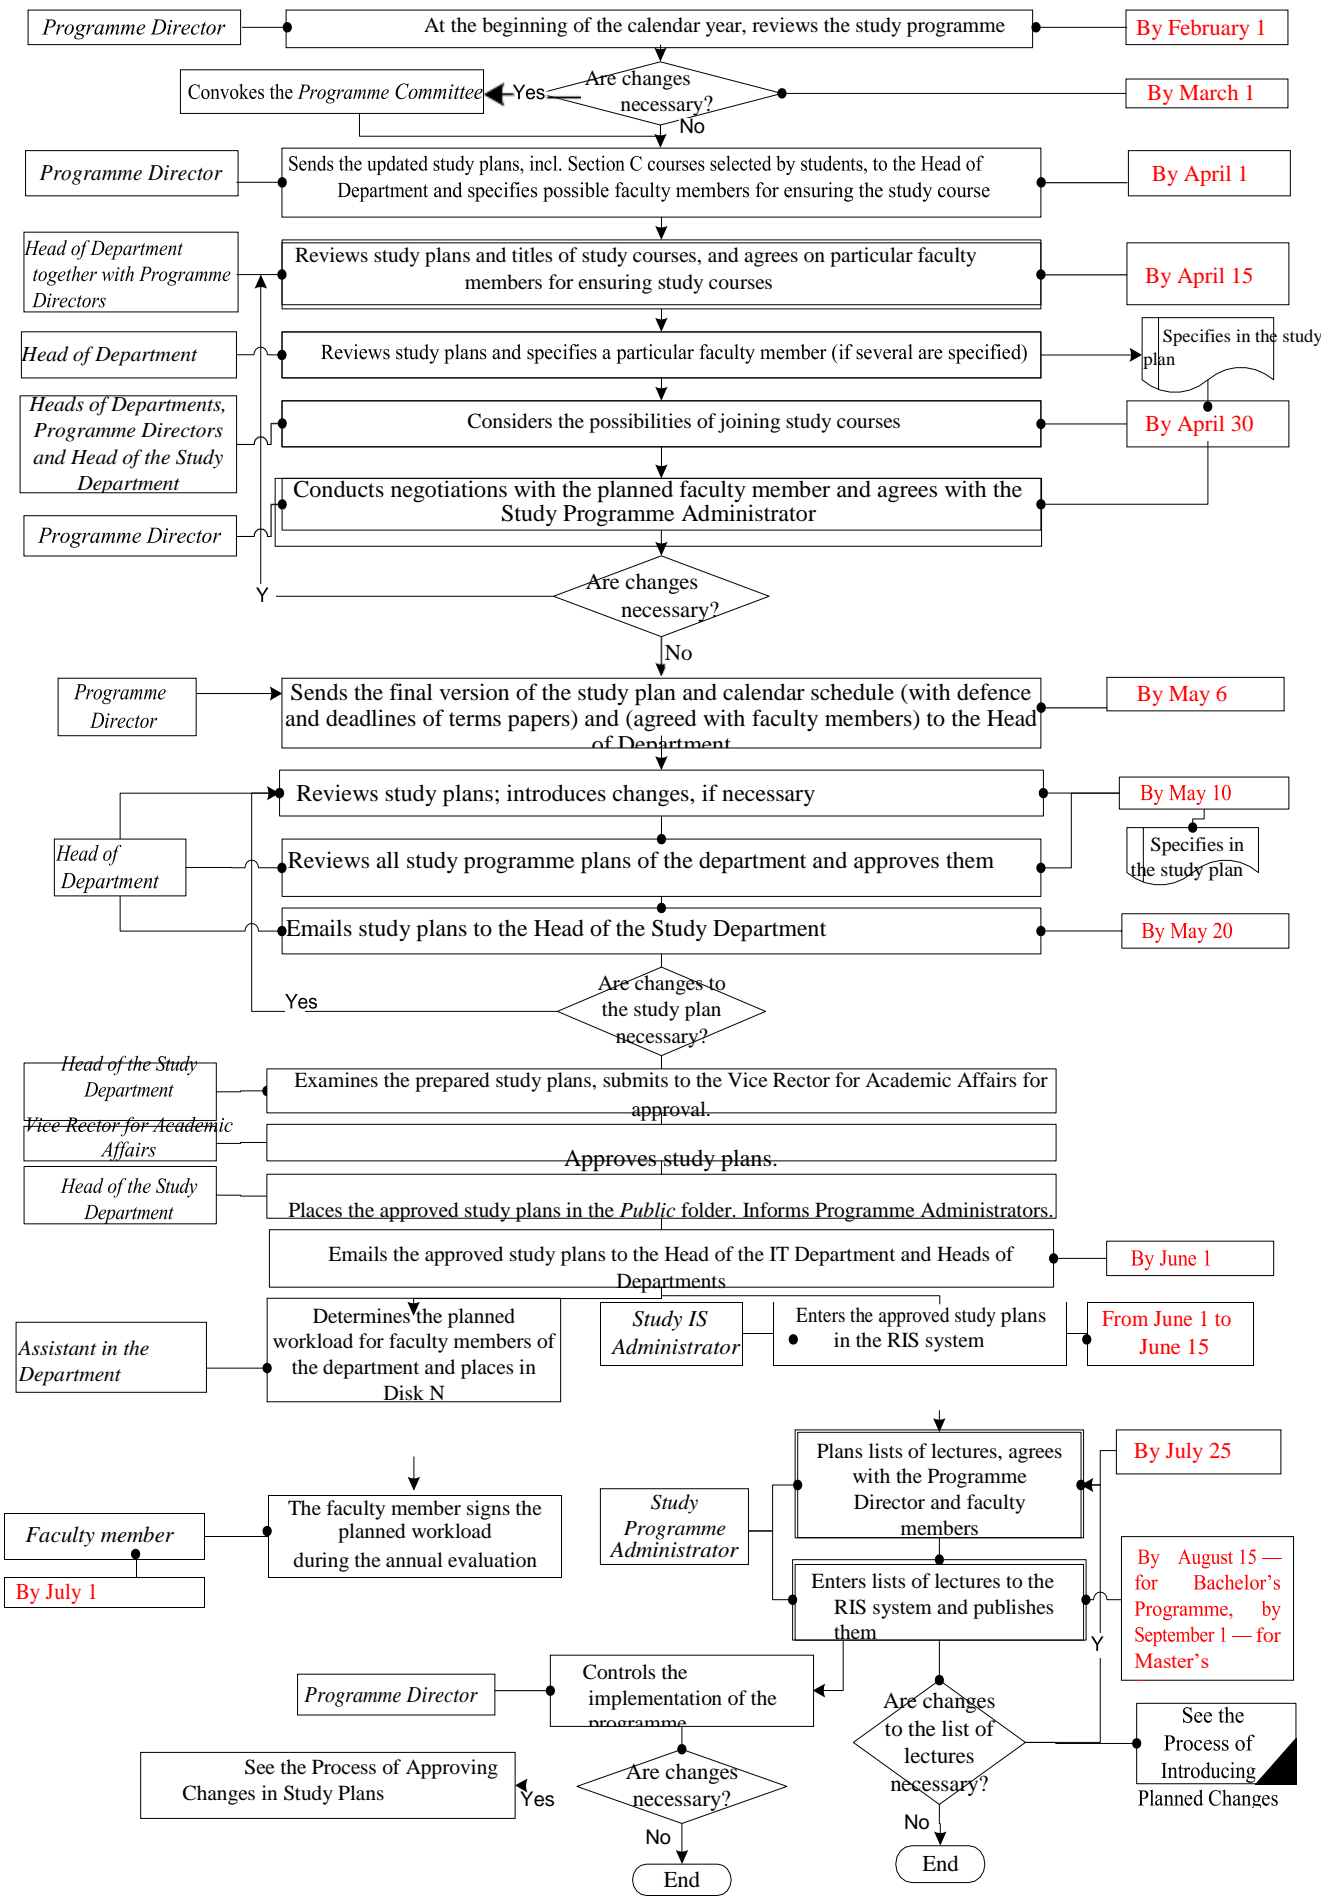 Programme Director
At the beginning of the calendar year, reviews the study programme
By February 1
Convokes the Programme Committee
Yes
Are changes
necessary?
By March 1
No
Programme Director
Sends the updated study plans, incl. Section C courses selected by students, to the Head of
Department and specifies possible faculty members for ensuring the study course
By April 1
Head of Department
together with Programme
Directors
Reviews study plans and titles of study courses, and agrees on particular faculty
members for ensuring study courses
By April 15
Head of Department
Reviews study plans and specifies a particular faculty member (if several are specified)
Specifies in the study
plan
Heads of Departments,
Programme Directors
and Head of the Study
Department
Considers the possibilities of joining study courses
By April 30
Programme Director
Conducts negotiations with the planned faculty member and agrees with the
Study Programme Administrator
Y
Are changes
necessary?
No
Programme
Director
Sends the final version of the study plan and calendar schedule (with defence
and deadlines of terms papers) and (agreed with faculty members) to the Head
of Department
By May 6
Reviews study plans; introduces changes, if necessary
By May 10
Head of
Department
Reviews all study programme plans of the department and approves them
Specifies in
the study plan
Emails study plans to the Head of the Study Department
By May 20
Yes
Are changes to
the study plan
necessary?
Head of the Study
Department
Examines the prepared study plans, submits to the Vice Rector for Academic Affairs for
approval.
Vice Rector for Academic
Affairs
Approves study plans.
Head of the Study
Department
Places the approved study plans in the Public folder. Informs Programme Administrators.
Emails the approved study plans to the Head of the IT Department and Heads of
Departments
By June 1
Assistant in the
Department
Determines the planned
workload for faculty members of
the department and places in
Disk N
Study IS
Administrator
Enters the approved study plans
in the RIS system
From June 1 to
June 15
Plans lists of lectures, agrees
with the Programme
Director and faculty
members
By July 25
Faculty member
By July 1
The faculty member signs the
planned workload
during the annual evaluation
Study
Programme
Administrator
Enters lists of lectures to the
RIS system and publishes
them
By August 15 —
for Bachelor's
Programme, by
September 1 — for
Master's
Y
Programme Director
Controls the
implementation of the
programme
Are changes
to the list of
lectures
necessary?
See the
Process of
Introducing
Planned Changes
See the Process of Approving
Changes in Study Plans
Yes
Are changes
necessary?
No
End
No
End